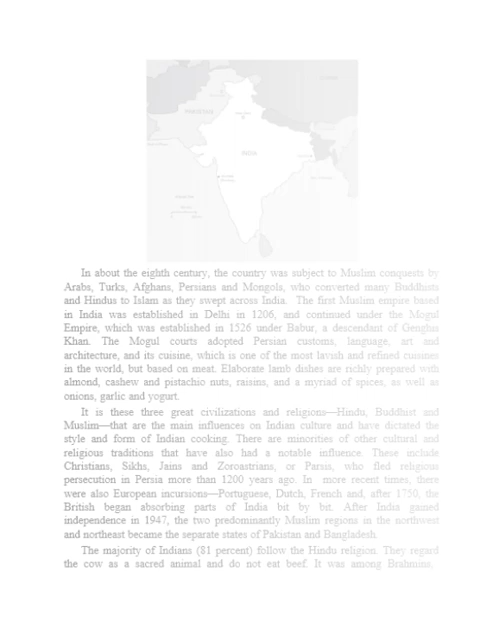 PAKISTAN
INDIA
In about the eighth century, the country was subject to Muslim conquests by
Arabs, Turks, Afghans, Persians and Mongols, who converted many Buddhists
and Hindus to Islam as they swept across India. The first Muslim empire based
in India was established in Delhi in 1206, and continued under the Mogul
Empire, which was established in 1526 under Babur, a descendant of Genghis
Khan. The Mogul courts adopted Persian customs, language, art and
architecture, and its cuisine, which is one of the most lavish and refined cuisines
in the world, but based on meat. Elaborate lamb dishes are richly prepared with
almond, cashew and pistachio nuts, raisins, and a myriad of spices, as well as
onions, garlic and yogurt.
It is these three great civilizations and religions—Hindu, Buddhist and
Muslim—that are the main influences on Indian culture and have dictated the
style and form of Indian cooking. There are minorities of other cultural and
religious traditions that have also had a notable influence. These include
Christians, Sikhs, Jains and Zoroastrians, or Parsis, who fled religious
persecution in Persia more than 1200 years ago. In more recent times, there
were also European incursions—Portuguese, Dutch, French and, after 1750, the
British began absorbing parts of India bit by bit. After India gained
independence in 1947, the two predominantly Muslim regions in the northwest
and northeast became the separate states of Pakistan and Bangladesh.
The majority of Indians (81 percent) follow the Hindu religion. They regard
the cow as a sacred animal and do not eat beef. It was among Brahmins,